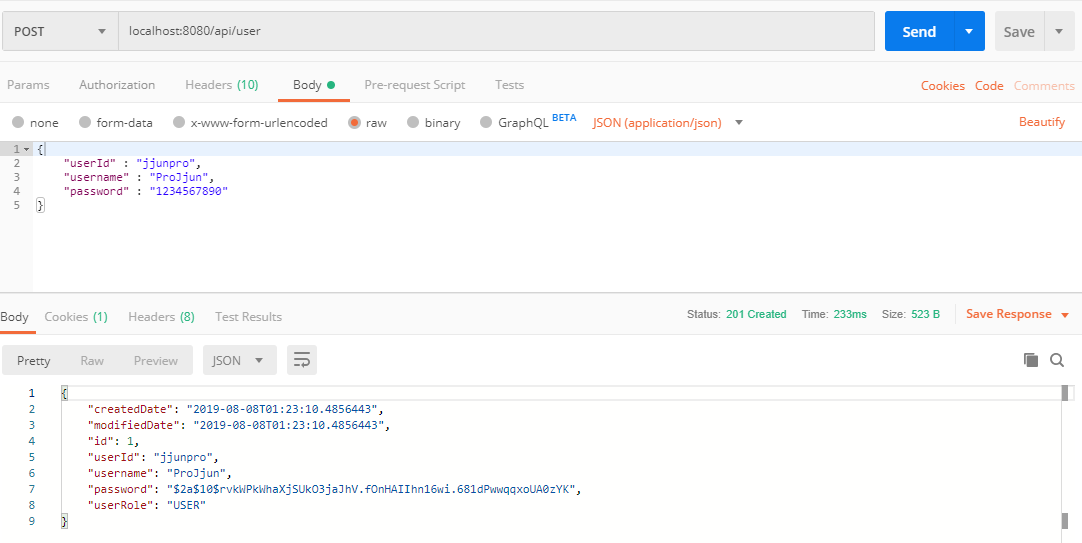 POST localhost:8080/api/user Send Save
Params Authorization Headers (10) Body Pre-request Script Tests Cookies Code Comments
none form-data x-www-form-urlencoded raw binary GraphQL BETA JSON (application/json) Beautify
1 {
2 "userId" : "jjunpro",
3 "username" : "ProJjun",
4 "password" : "1234567890"
5 }
Body Cookies (1) Headers (8) Test Results Status: 201 Created Time: 233ms Size: 523 B Save Response
Pretty Raw Preview JSON
1 {
2 "createdDate": "2019-08-08T01:23:10.4856443",
3 "modifiedDate": "2019-08-08T01:23:10.4856443",
4 "id": 1,
5 "userId": "jjunpro",
6 "username": "ProJjun",
7 "password": "$2a$10$rvkWPkWhaXjSUkO3jaJhV.fOnHAIIhn16wi.681dPwwqqxoUA0zYK",
8 "userRole": "USER"
9 }